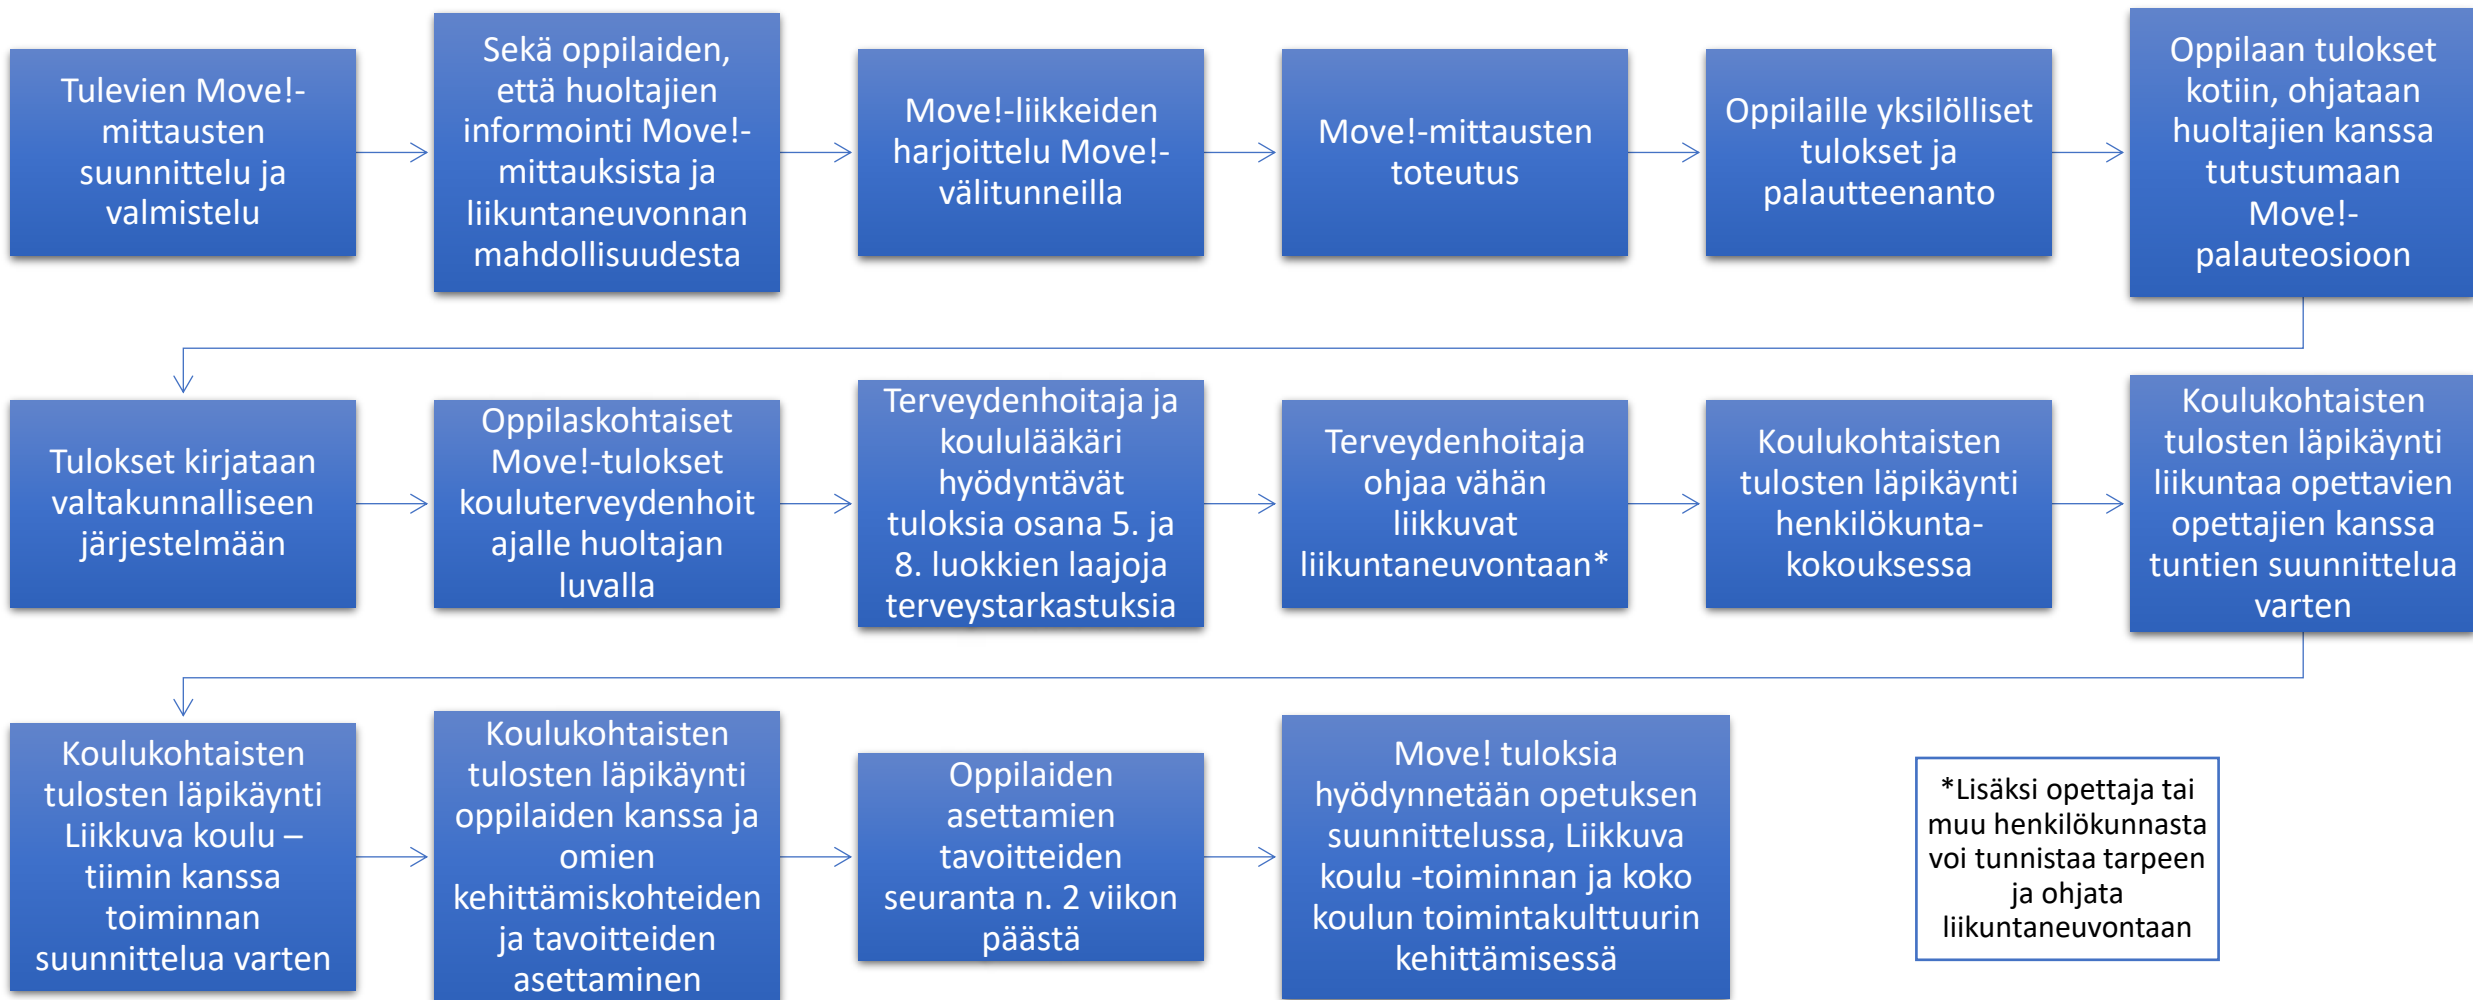 Tulevien Move!-
mittausten
suunnittelu ja
valmistelu
Sekä oppilaiden,
että huoltajien
informointi Move!-
mittauksista ja
liikuntaneuvonnan
mahdollisuudesta
Move!-liikkeiden
harjoittelu Move!-
välitunneilla
Move!-mittausten
toteutus
Oppilaille yksilölliset
tulokset ja
palautteenanto
Oppilaan tulokset
kotiin, ohjataan
huoltajien kanssa
tutustumaan
Move!-
palauteosioon
Tulokset kirjataan
valtakunnalliseen
järjestelmään
Oppilaskohtaiset
Move!-tulokset
kouluterveydenhoit
ajalle huoltajan
luvalla
Terveydenhoitaja ja
koululääkäri
hyödyntävät
tuloksia osana 5. ja
8. luokkien laajoja
terveystarkastuksia
Terveydenhoitaja
ohjaa vähän
liikkuvat
liikuntaneuvontaan*
Koulukohtaisten
tulosten läpikäynti
henkilökunta-
kokouksessa
Koulukohtaisten
tulosten läpikäynti
liikuntaa opettavien
opettajien kanssa
tuntien suunnittelua
varten
Koulukohtaisten
tulosten läpikäynti
Liikkuva koulu –
tiimin kanssa
toiminnan
suunnittelua varten
Koulukohtaisten
tulosten läpikäynti
oppilaiden kanssa ja
omien
kehittämiskohteiden
ja tavoitteiden
asettaminen
Oppilaiden
asettamien
tavoitteiden
seuranta n. 2 viikon
päästä
Move! tuloksia
hyödynnetään opetuksen
suunnittelussa, Liikkuva
koulu -toiminnan ja koko
koulun toimintakulttuurin
kehittämisessä
*Lisäksi opettaja tai
muu henkilökunnasta
voi tunnistaa tarpeen
ja ohjata
liikuntaneuvontaan